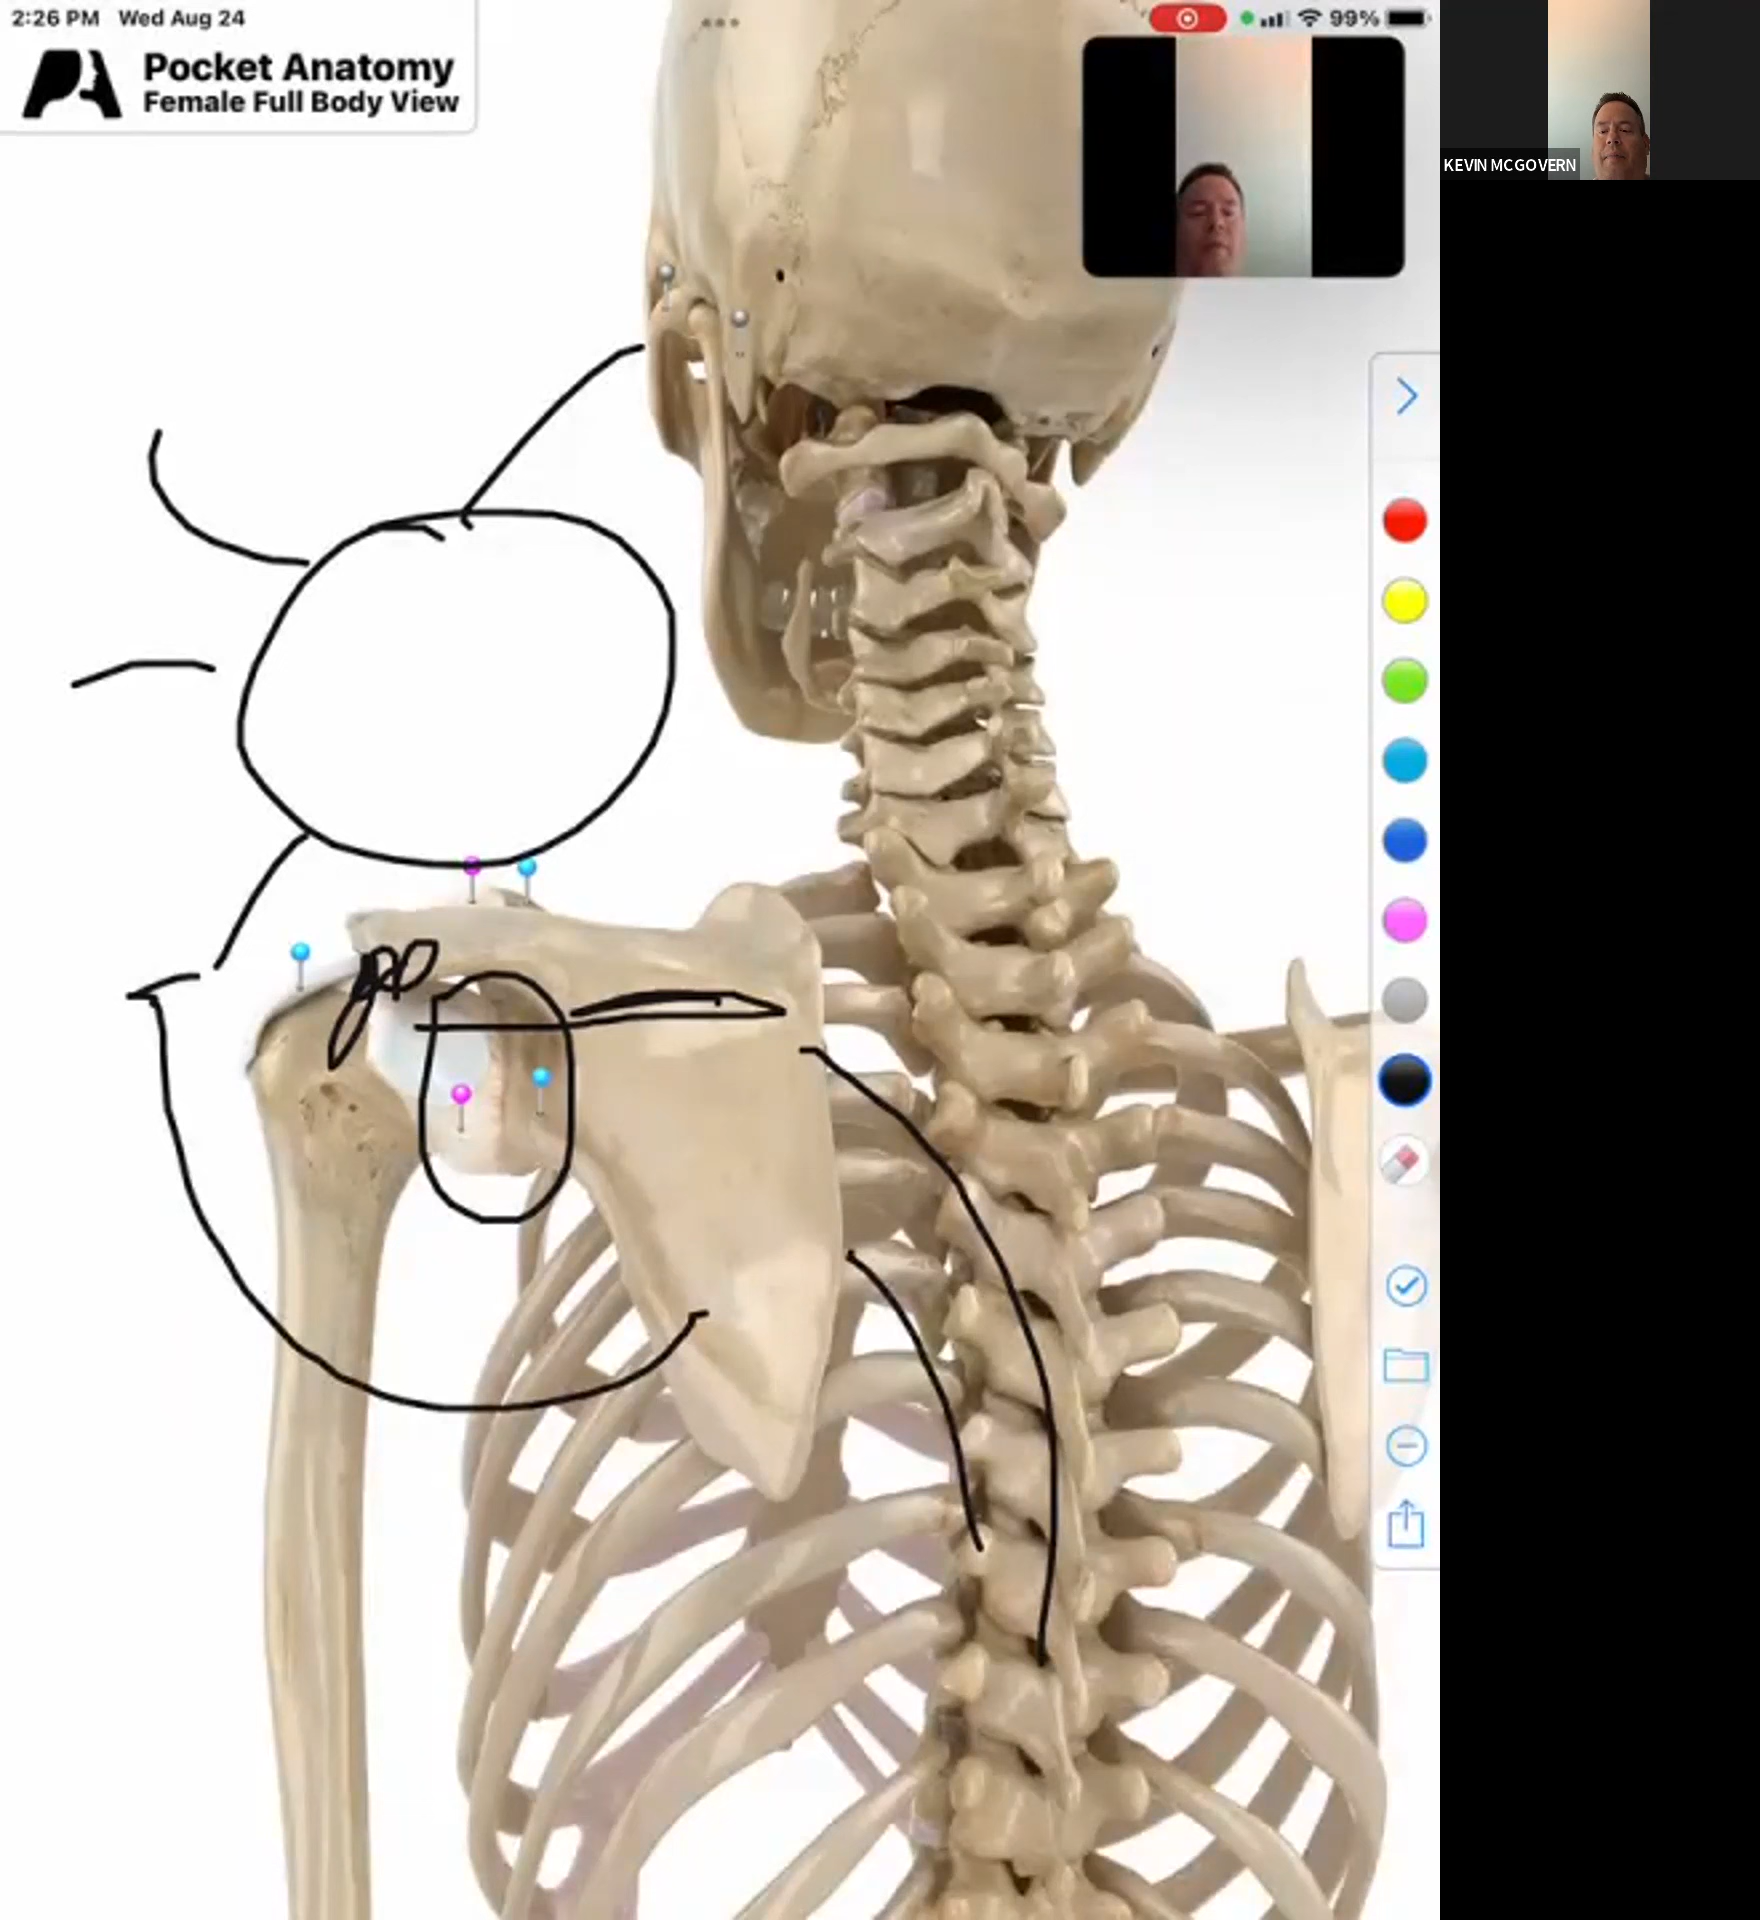 2:26 PM Wed Aug 24
99%
Pocket Anatomy
Female Full Body View
KEVIN MCGOVERN